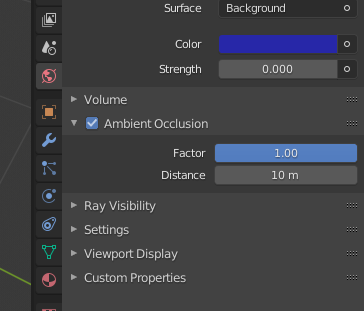 Surface Background
Color
Strength 0.000
Volume
Ambient Occlusion
Factor 1.00
Distance 10 m
Ray Visibility
Settings
Viewport Display
Custom Properties